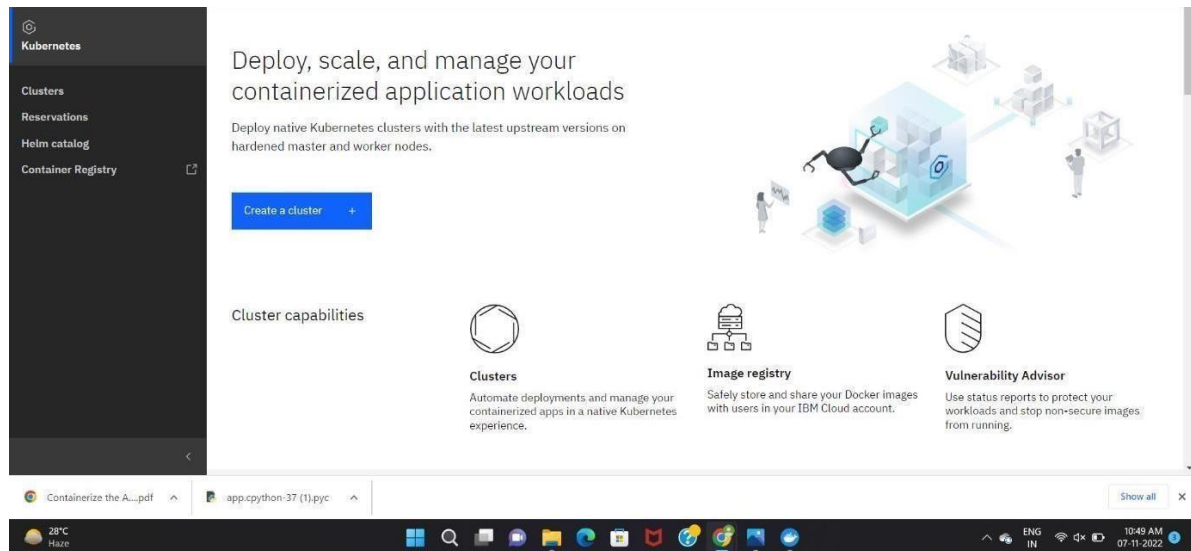 Kubernetes
Clusters
Reservations
Helm catalog
Container Registry
Deploy, scale, and manage your
containerized application workloads
Deploy native Kubernetes clusters with the latest upstream versions on
hardened master and worker nodes.
Create a cluster +
Cluster capabilities
Clusters
Automate deployments and manage your
containerized apps in a native Kubernetes
experience.
Image registry
Safely store and share your Docker images
with users in your IBM Cloud account.
Vulnerability Advisor
Use status reports to protect your
workloads and stop non-secure images
from running.
Containerize the A....pdf
app.cpython-37 (1).pyc
Show all
28°C
Haze
ENG
IN
10:49 AM
07-11-2022
3